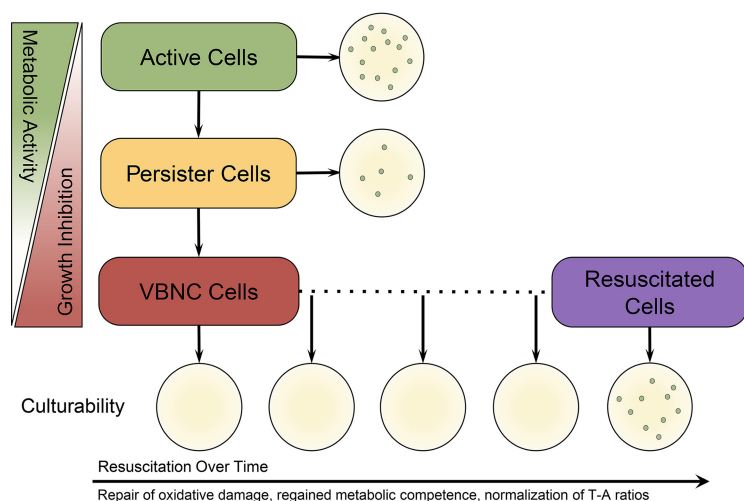 Metabolic Activity
Growth Inhibition
Active Cells
Persister Cells
VBNC Cells
Resuscitated
Cells
Culturability
Resuscitation Over Time
Repair of oxidative damage, regained metabolic competence, normalization of T-A ratios